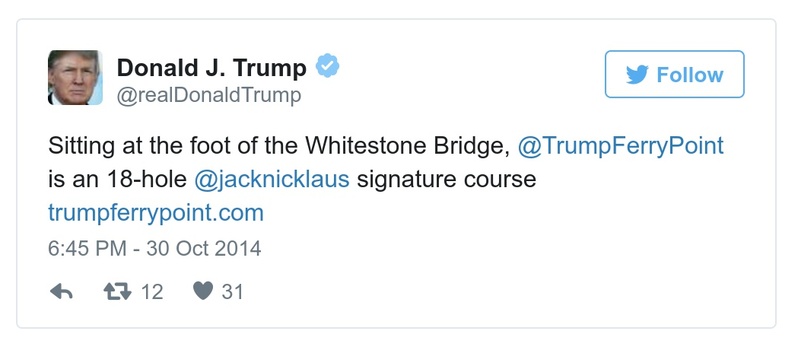 Donald J. Trump
@realDonaldTrump
Follow
Sitting at the foot of the Whitestone Bridge, @TrumpFerryPoint
is an 18-hole @jacknicklaus signature course
trumpferrypoint.com
6:45 PM - 30 Oct 2014
12 31